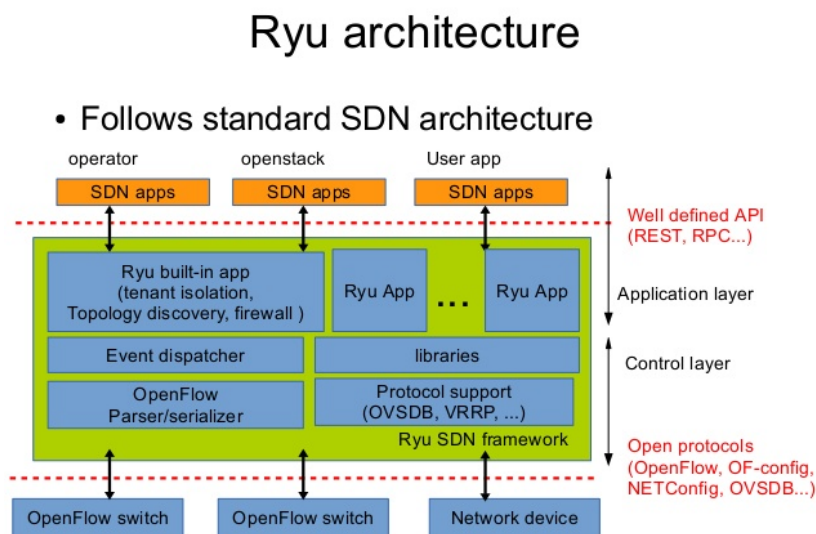 Ryu architecture
• Follows standard SDN architecture
operator
openstack
User app
SDN apps
SDN apps
SDN apps
Well defined API
(REST, RPC...)
Ryu built-in app
(tenant isolation,
Topology discovery, firewall )
Ryu App
...
Ryu App
Application layer
Event dispatcher
libraries
Control layer
OpenFlow
Parser/serializer
Protocol support
(OVSDB, VRRP, ...)
Ryu SDN framework
Open protocols
(OpenFlow, OF-config,
NETConfig, OVSDB...)
OpenFlow switch
OpenFlow switch
Network device